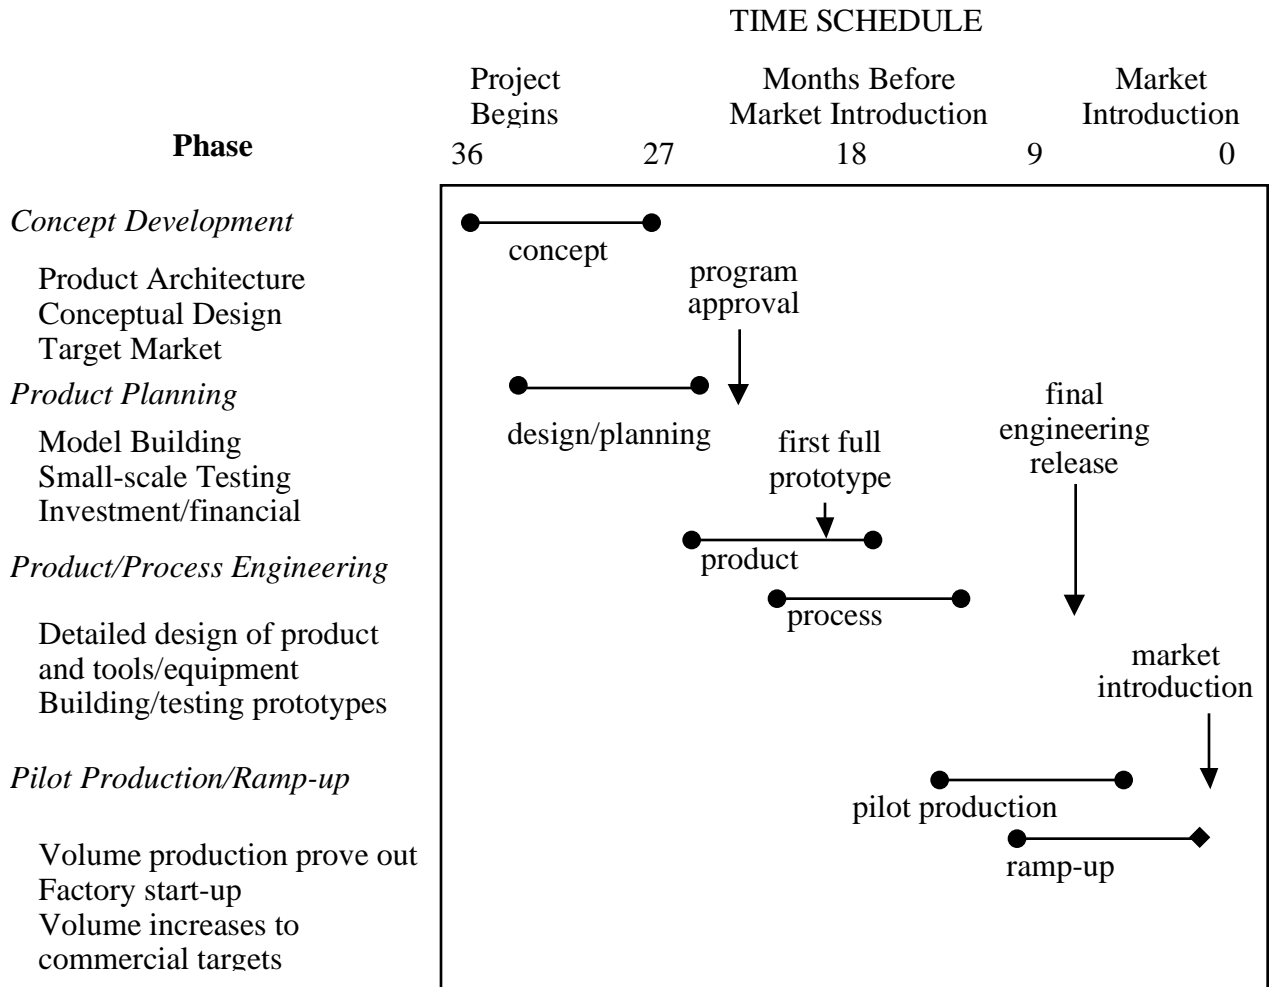 TIME SCHEDULE
Project Begins
Months Before Market Introduction
Market Introduction
Phase
36 27 18 9 0
Concept Development
concept
Product Architecture
Conceptual Design
Target Market
program
approval
Product Planning
design/planning
Model Building
Small-scale Testing
Investment/financial
first full
prototype
final
engineering
release
Product/Process Engineering
product
process
Detailed design of product
and tools/equipment
Building/testing prototypes
market
introduction
Pilot Production/Ramp-up
pilot production
ramp-up
Volume production prove out
Factory start-up
Volume increases to
commercial targets